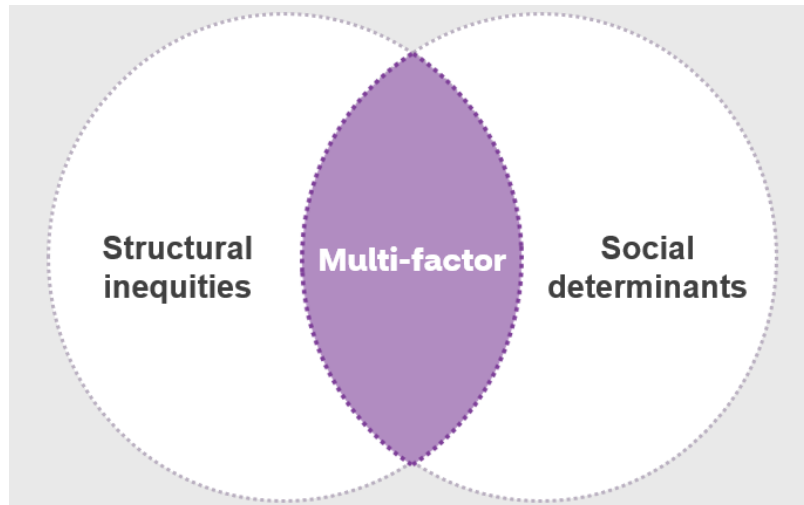 Structural
inequities
Multi-factor
Social
determinants